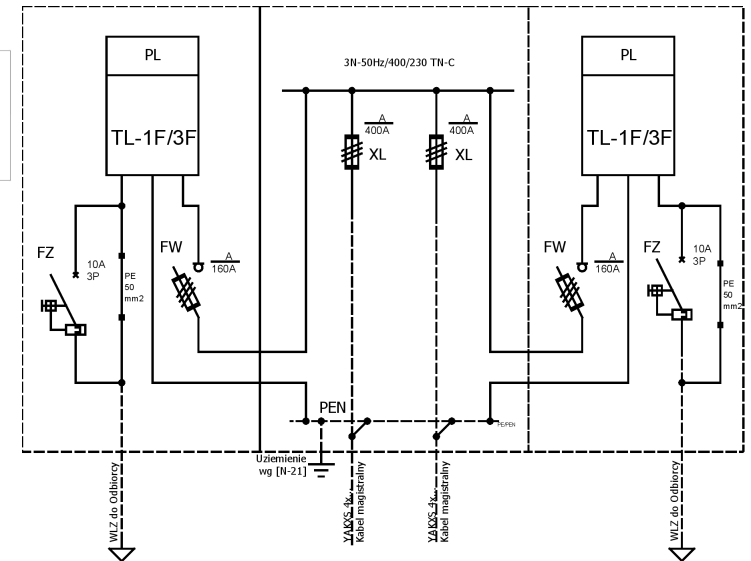 PL
TL-1F/3F
3N-50Hz/400/230 TN-C
A
400A
XL
A
400A
XL
PL
TL-1F/3F
FZ
10A
3P
PE
50
mm2
FW
A
160A
FW
A
160A
FZ
10A
3P
PE
50
mm2
PEN
PE/PEN
Uziemienie
wg [N-21]
WLZ do Odbiorcy
YAKXS 4x...
Kabel magistralny
YAKXS 4x...
Kabel magistralny
WLZ do Odbiorcy